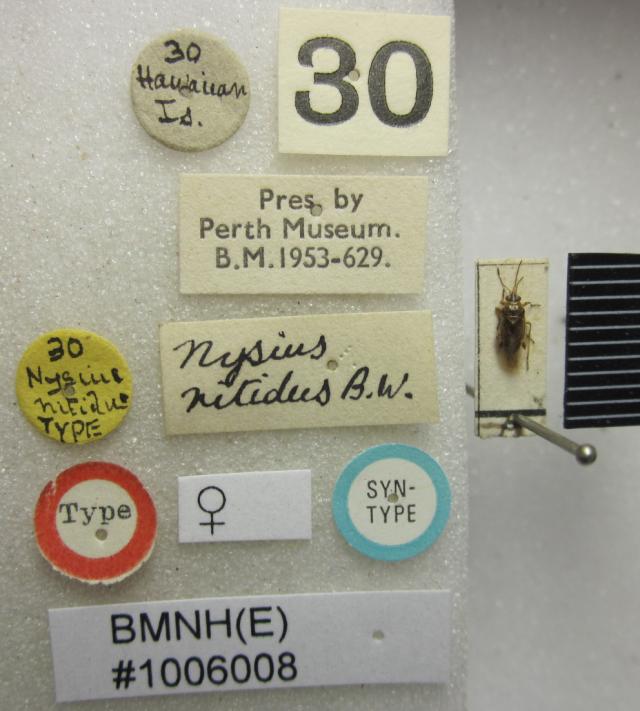 30
Hawaiian
Is.
30
Pres. by
Perth Museum.
B.M.1953-629.
30
Nysius
nitidus
TYPE
Nysius
nitidus B.W.
Type
♀
SYN-
TYPE
BMNH(E)
#1006008